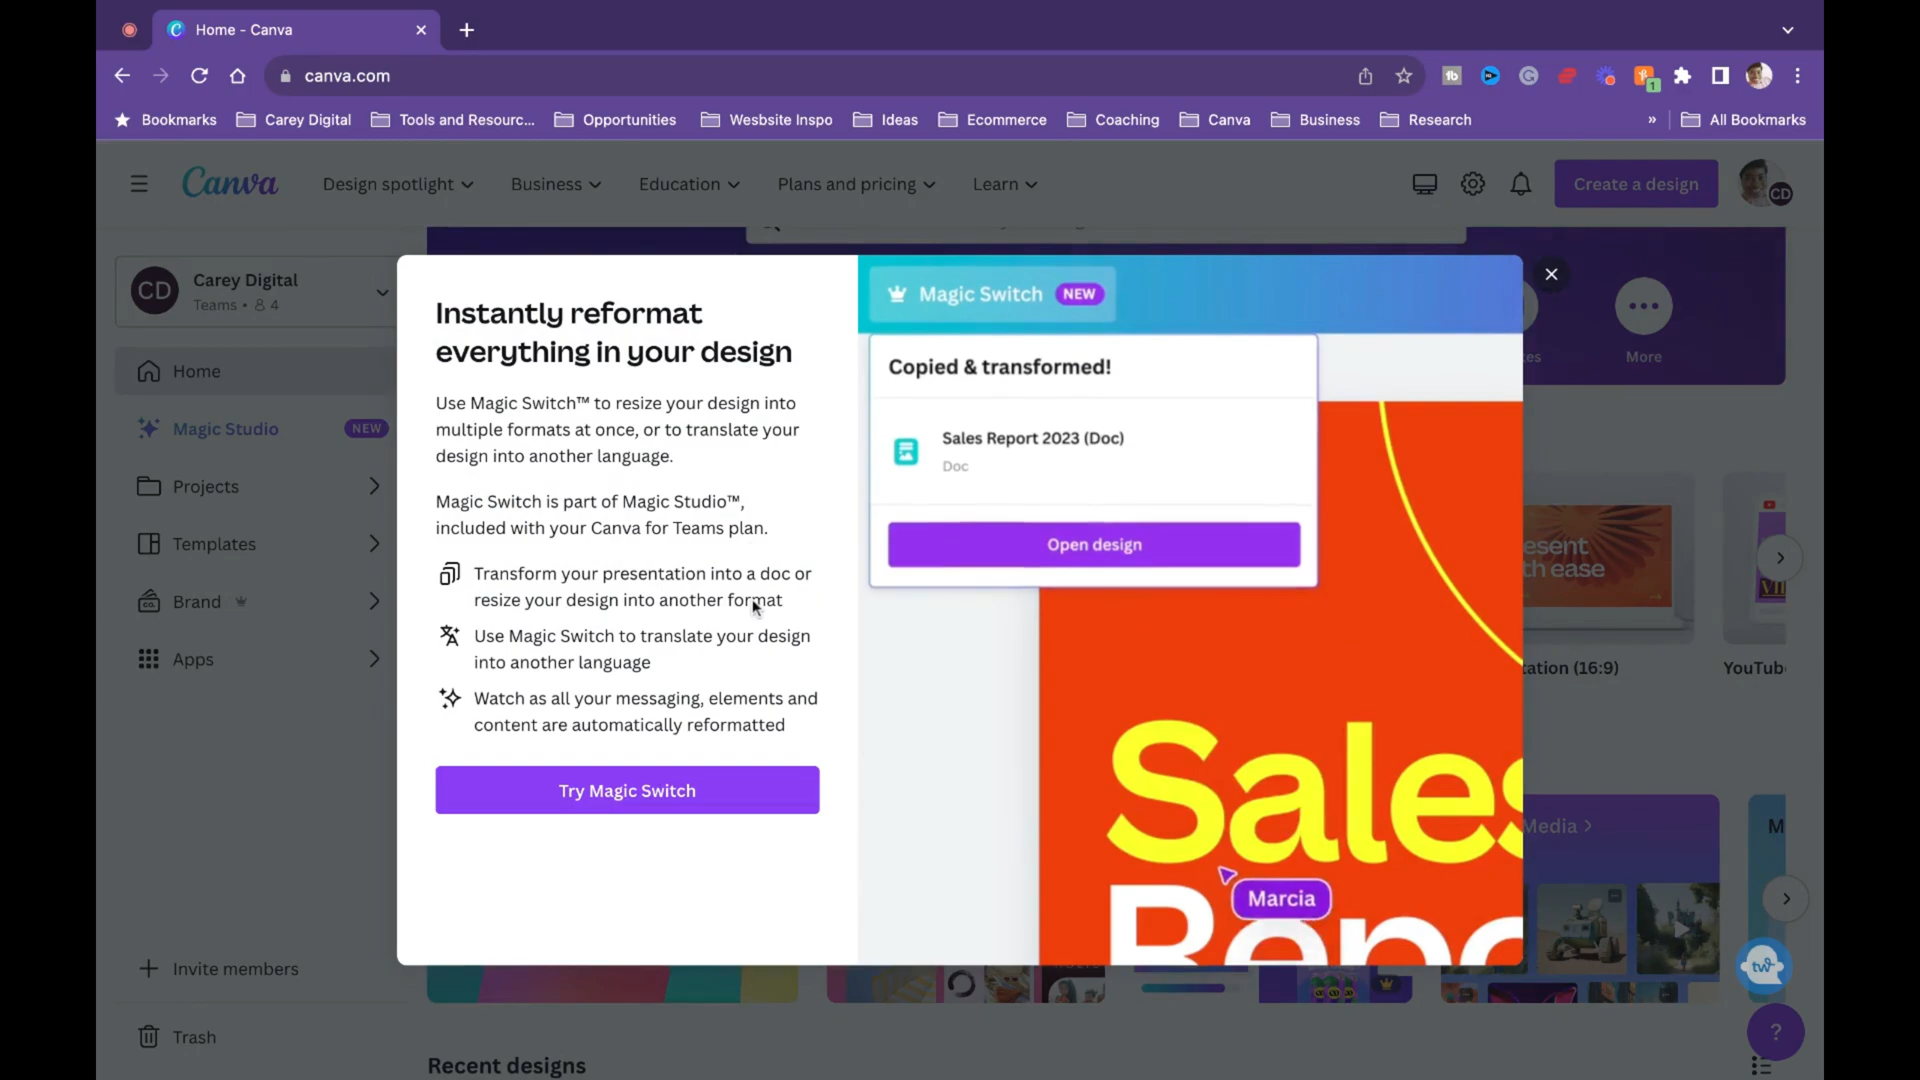 Home - Canva
canva.com
Bookmarks
Carey Digital
Tools and Resourc...
Opportunities
Wesbsite Inspo
Ideas
Ecommerce
Coaching
Canva
Business
Research
»
All Bookmarks
Canva
Design spotlight
Business
Education
Plans and pricing
Learn
Create a design
CD
CD
Carey Digital
Teams • 4
Home
Magic Studio
NEW
Projects
Templates
Brand
Apps
Invite members
Trash
Instantly reformat
everything in your design
Use Magic Switch™ to resize your design into
multiple formats at once, or to translate your
design into another language.
Magic Switch is part of Magic Studio™,
included with your Canva for Teams plan.
Transform your presentation into a doc or
resize your design into another format
Use Magic Switch to translate your design
into another language
Watch as all your messaging, elements and
content are automatically reformatted
Try Magic Switch
Magic Switch
NEW
Copied & transformed!
Sales Report 2023 (Doc)
Doc
Open design
Sales
Marcia
More
(16:9)
Media >
Recent designs
tw
?